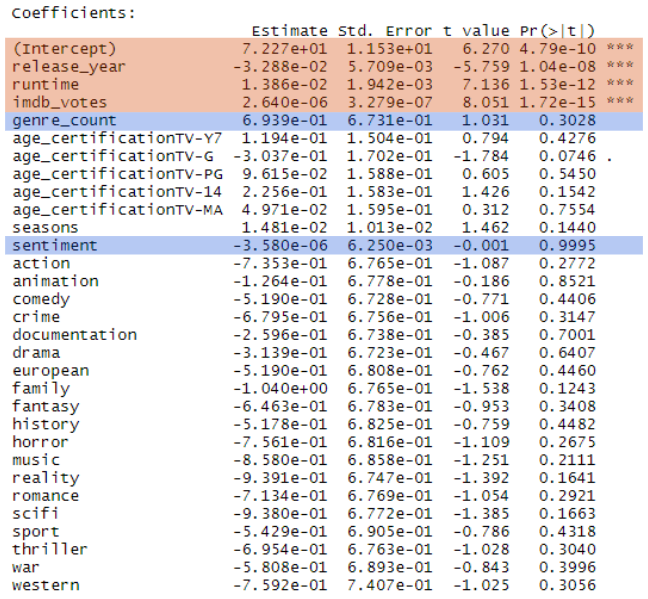 Coefficients:
Estimate Std. Error t value Pr(>|t|)
(Intercept) 7.227e+01 1.153e+01 6.270 4.79e-10 ***
release_year -3.288e-02 5.709e-03 -5.759 1.04e-08 ***
runtime 1.386e-02 1.942e-03 7.136 1.53e-12 ***
imdb_votes 2.640e-06 3.279e-07 8.051 1.72e-15 ***
genre_count 6.939e-01 6.731e-01 1.031 0.3028
age_certificationTV-Y7 1.194e-01 1.504e-01 0.794 0.4276
age_certificationTV-G -3.037e-01 1.702e-01 -1.784 0.0746 .
age_certificationTV-PG 9.615e-02 1.588e-01 0.605 0.5450
age_certificationTV-14 2.256e-01 1.583e-01 1.426 0.1542
age_certificationTV-MA 4.971e-02 1.595e-01 0.312 0.7554
seasons 1.481e-02 1.013e-02 1.462 0.1440
sentiment -3.580e-06 6.250e-03 -0.001 0.9995
action -7.353e-01 6.765e-01 -1.087 0.2772
animation -1.264e-01 6.778e-01 -0.186 0.8521
comedy -5.190e-01 6.728e-01 -0.771 0.4406
crime -6.795e-01 6.756e-01 -1.006 0.3147
documentation -2.596e-01 6.738e-01 -0.385 0.7001
drama -3.139e-01 6.723e-01 -0.467 0.6407
european -5.190e-01 6.808e-01 -0.762 0.4460
family -1.040e+00 6.765e-01 -1.538 0.1243
fantasy -6.463e-01 6.783e-01 -0.953 0.3408
history -5.178e-01 6.825e-01 -0.759 0.4482
horror -7.561e-01 6.816e-01 -1.109 0.2675
music -8.580e-01 6.858e-01 -1.251 0.2111
reality -9.391e-01 6.747e-01 -1.392 0.1641
romance -7.134e-01 6.769e-01 -1.054 0.2921
scifi -9.380e-01 6.772e-01 -1.385 0.1663
sport -5.429e-01 6.905e-01 -0.786 0.4318
thriller -6.954e-01 6.763e-01 -1.028 0.3040
war -5.808e-01 6.893e-01 -0.843 0.3996
western -7.592e-01 7.407e-01 -1.025 0.3056